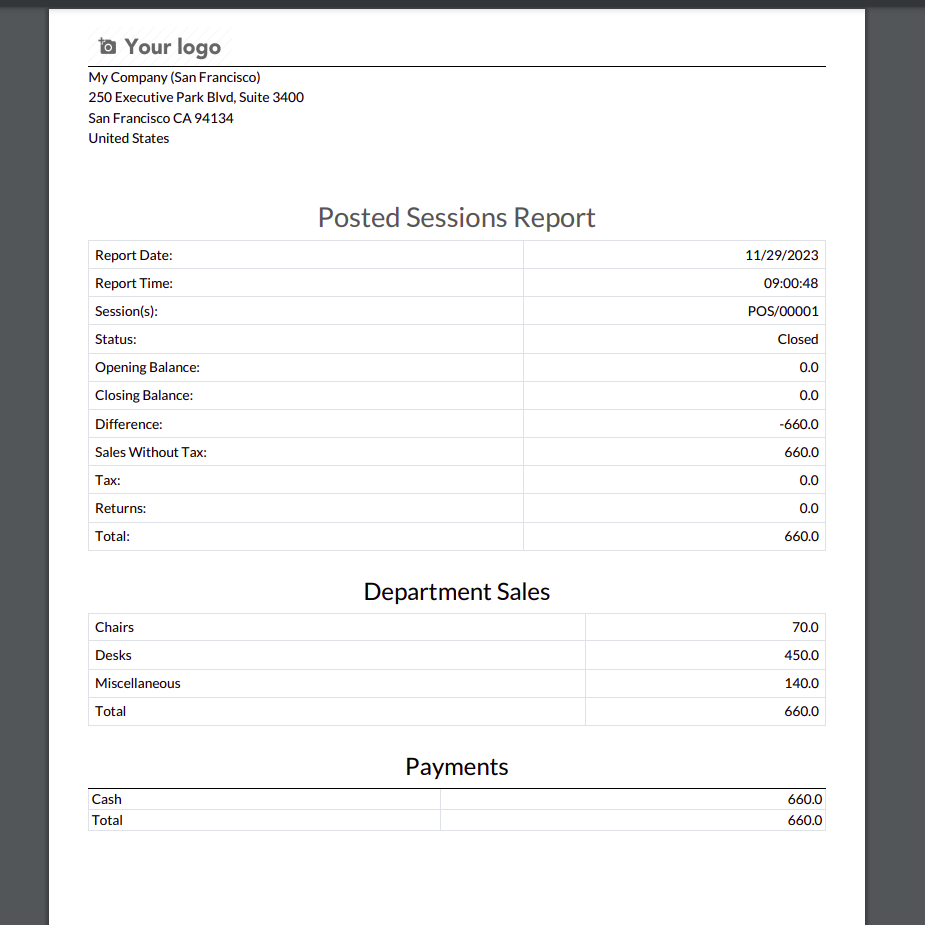 Your logo
My Company (San Francisco)
250 Executive Park Blvd, Suite 3400
San Francisco CA 94134
United States
Posted Sessions Report
Report Date: 11/29/2023
Report Time: 09:00:48
Session(s): POS/00001
Status: Closed
Opening Balance: 0.0
Closing Balance: 0.0
Difference: -660.0
Sales Without Tax: 660.0
Tax: 0.0
Returns: 0.0
Total: 660.0
Department Sales
Chairs 70.0
Desks 450.0
Miscellaneous 140.0
Total 660.0
Payments
Cash 660.0
Total 660.0